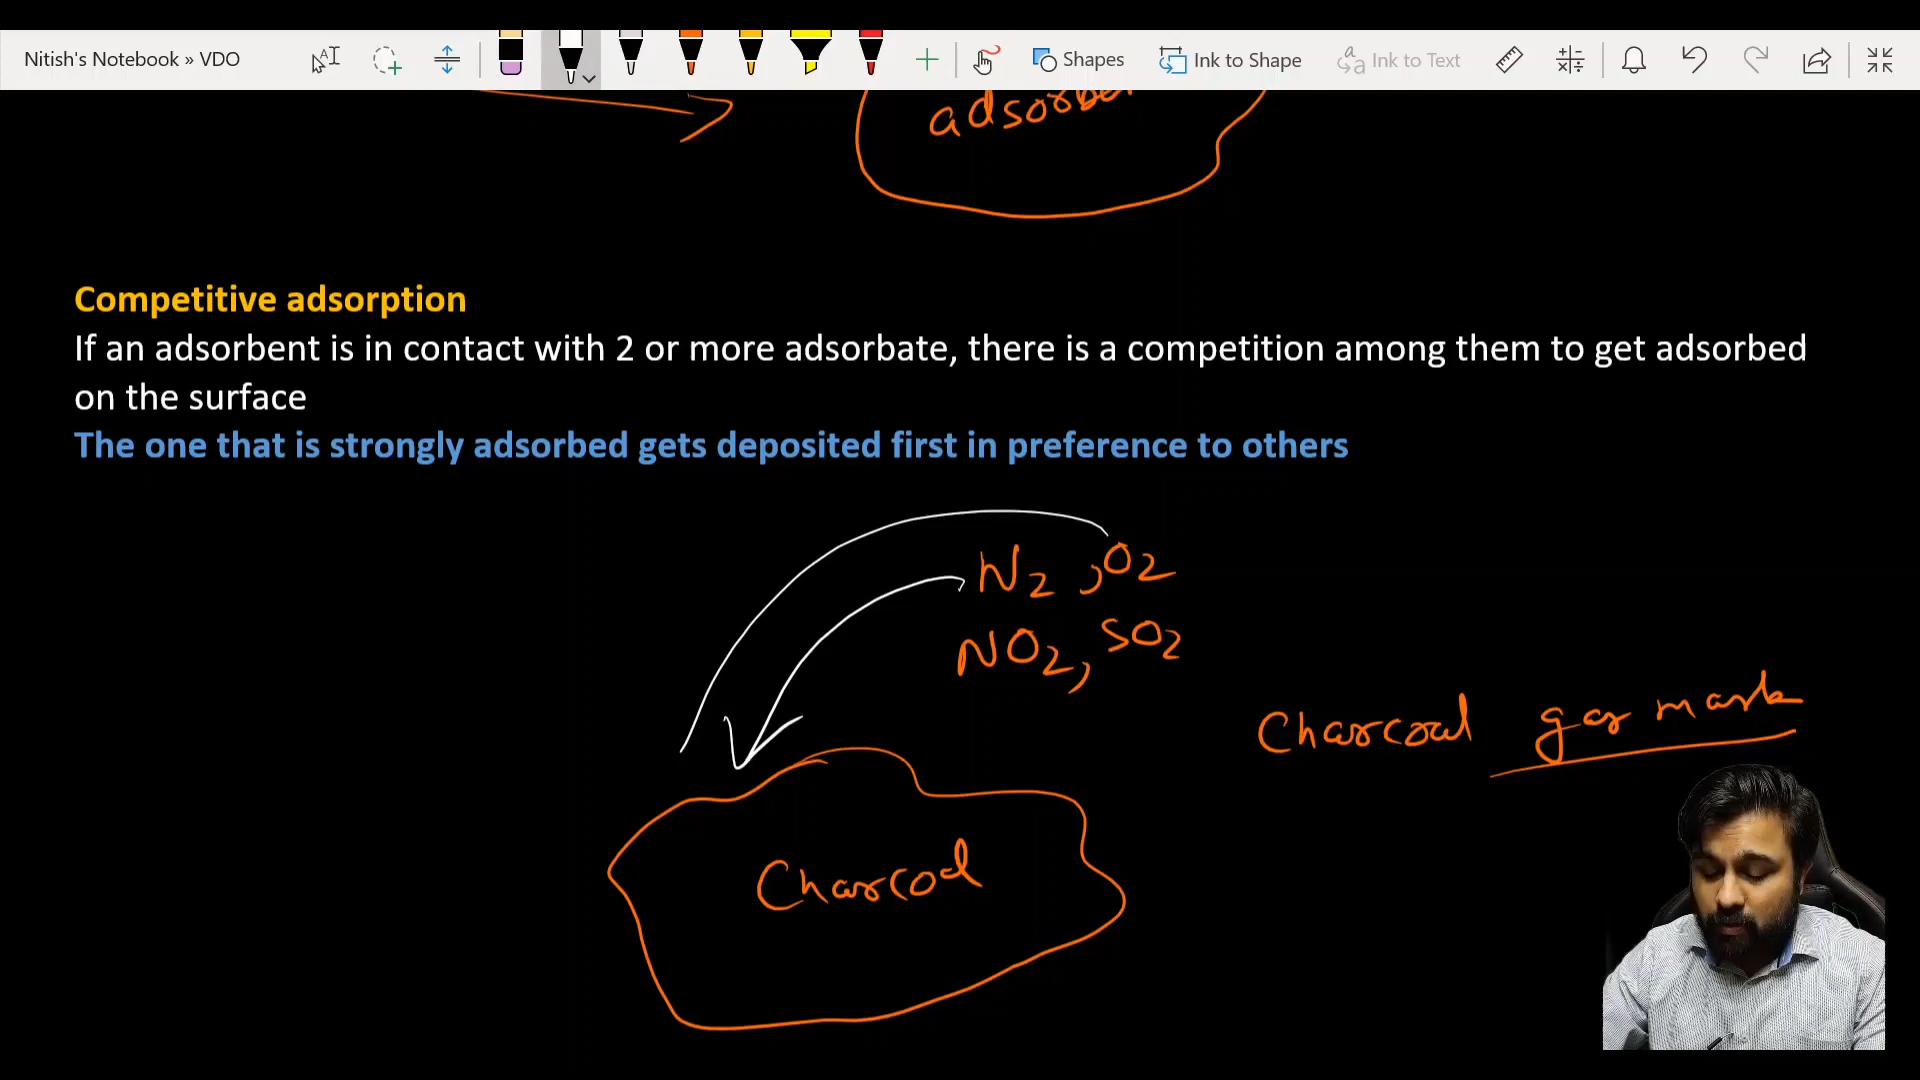 Nitish's Notebook » VDO
Shapes
Ink to Shape
Ink to Text
Competitive adsorption
If an adsorbent is in contact with 2 or more adsorbate, there is a competition among them to get adsorbed
on the surface
The one that is strongly adsorbed gets deposited first in preference to others
N2 , O2
NO2, SO2
Charcoal gas mask
Charcoal